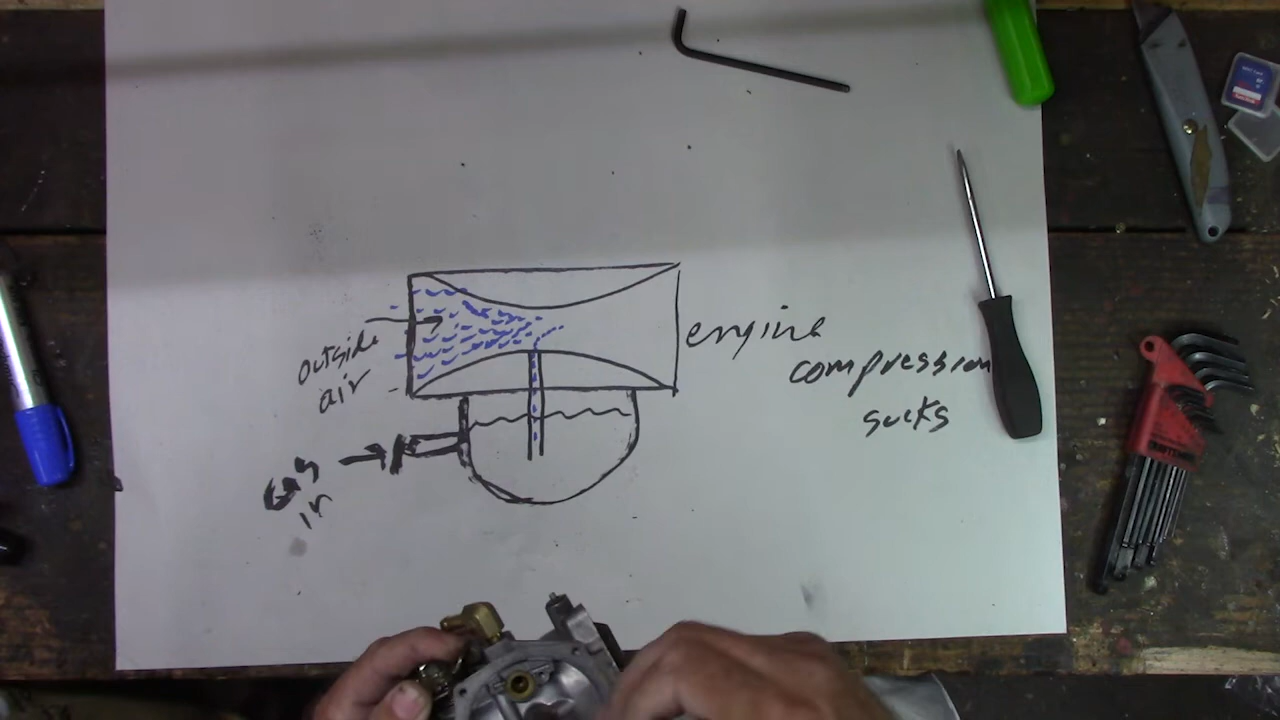 outside
air
engine
compression
sucks
Gas
in